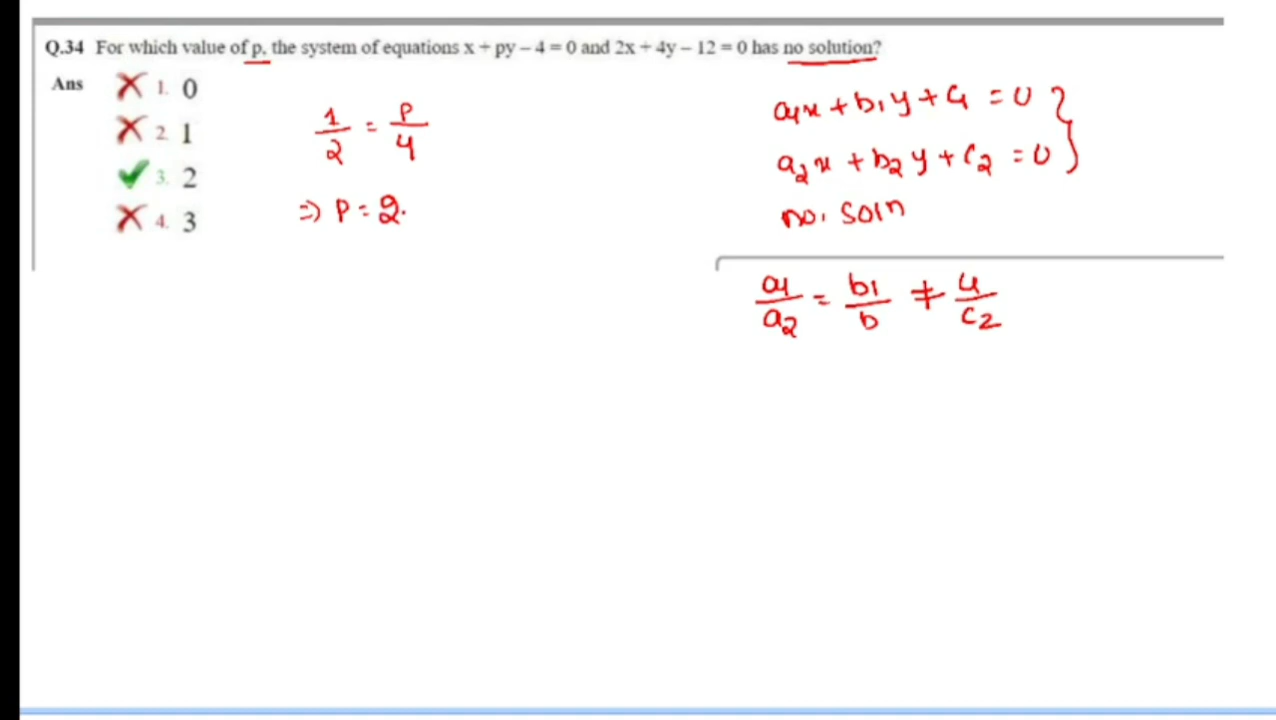 Q.34 For which value of p, the system of equations x + py – 4 = 0 and 2x + 4y – 12 = 0 has no solution?
Ans
1. 0
2. 1
3. 2
4. 3
1/2 = p/4
⇒ P = 2.
a₁x + b₁y + c₁ = 0
a₂x + b₂y + c₂ = 0
no. soln
a₁/a₂ = b₁/b ≠ c₁/c₂